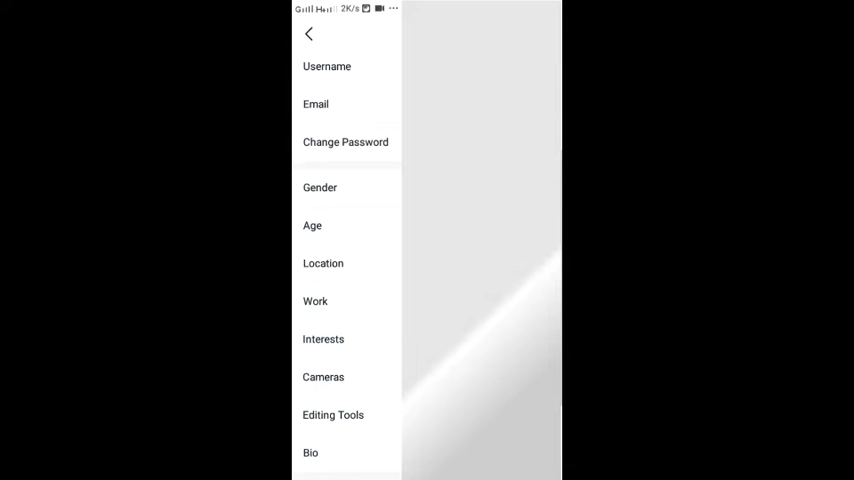 2K/s
Username
Email
Change Password
Gender
Age
Location
Work
Interests
Cameras
Editing Tools
Bio